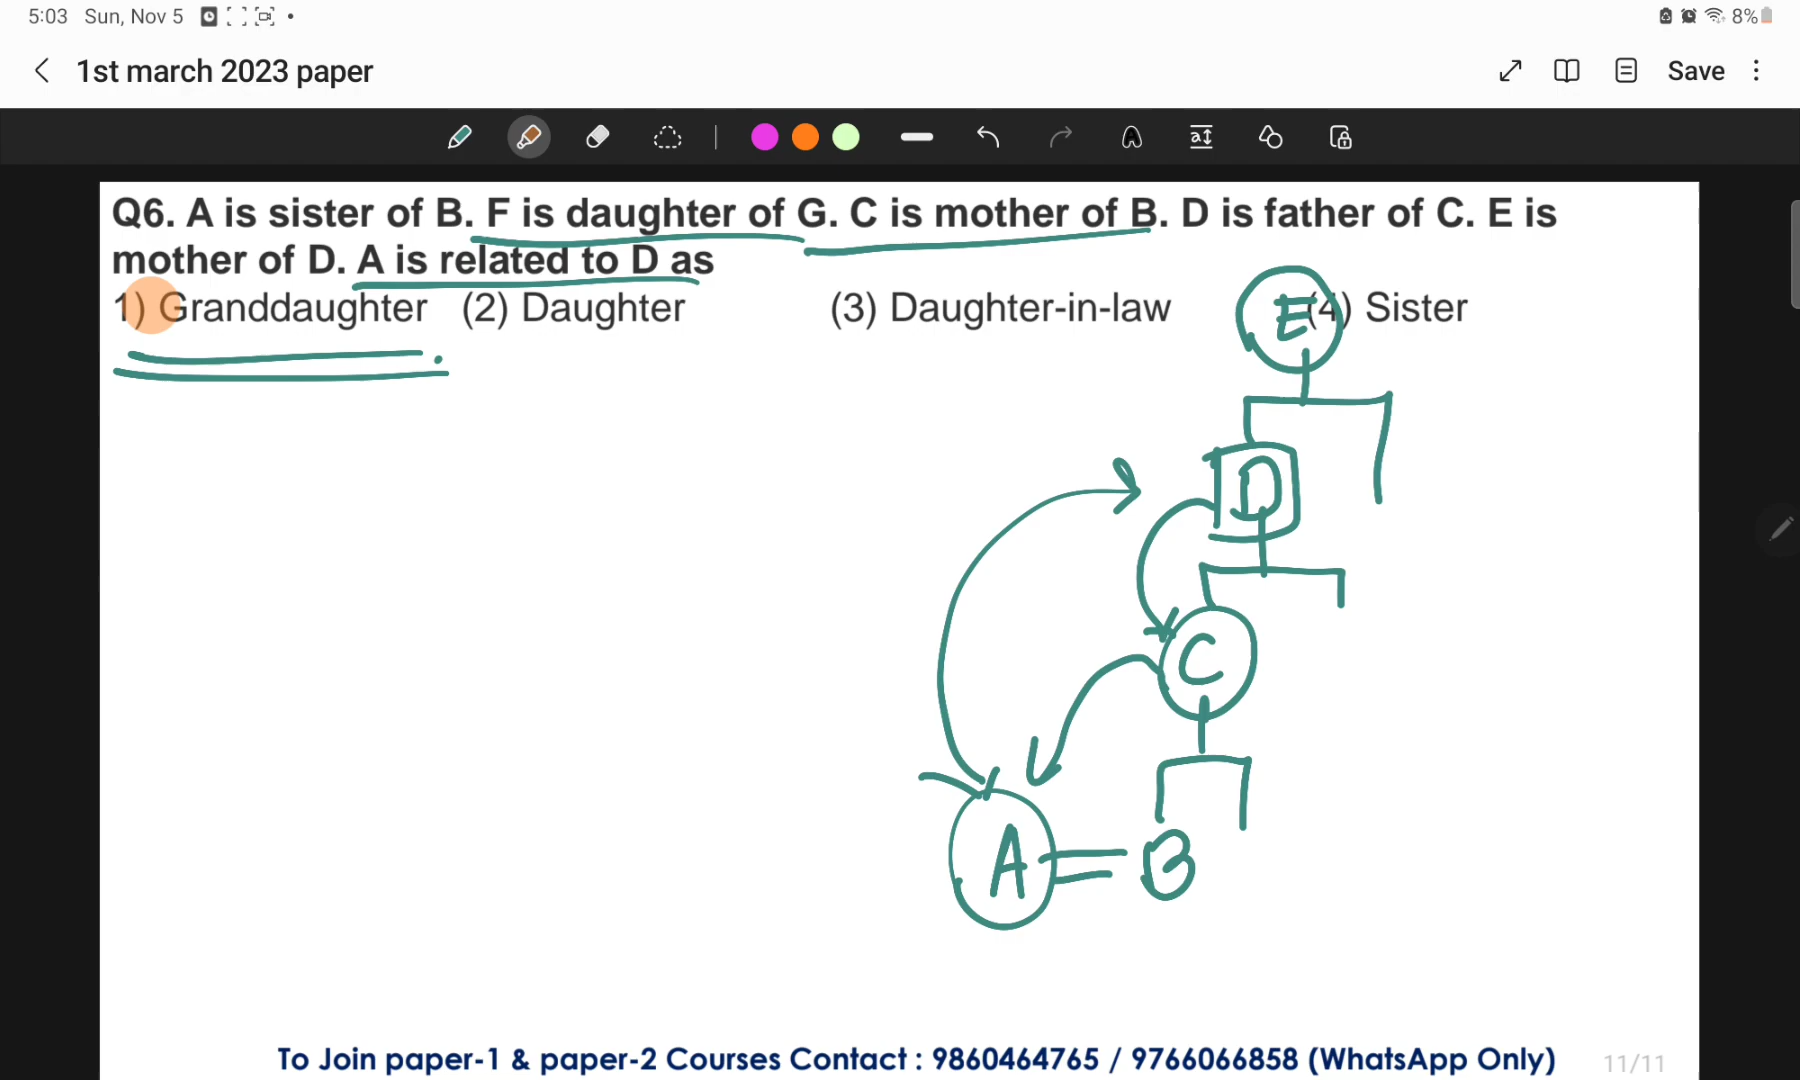 5:03 Sun, Nov 5
8%
1st march 2023 paper
Save
Q6. A is sister of B. F is daughter of G. C is mother of B. D is father of C. E is
mother of D. A is related to D as
1) Granddaughter (2) Daughter (3) Daughter-in-law (4) Sister
E
D
C
A = B
To Join paper-1 & paper-2 Courses Contact : 9860464765 / 9766066858 (WhatsApp Only)
11/11